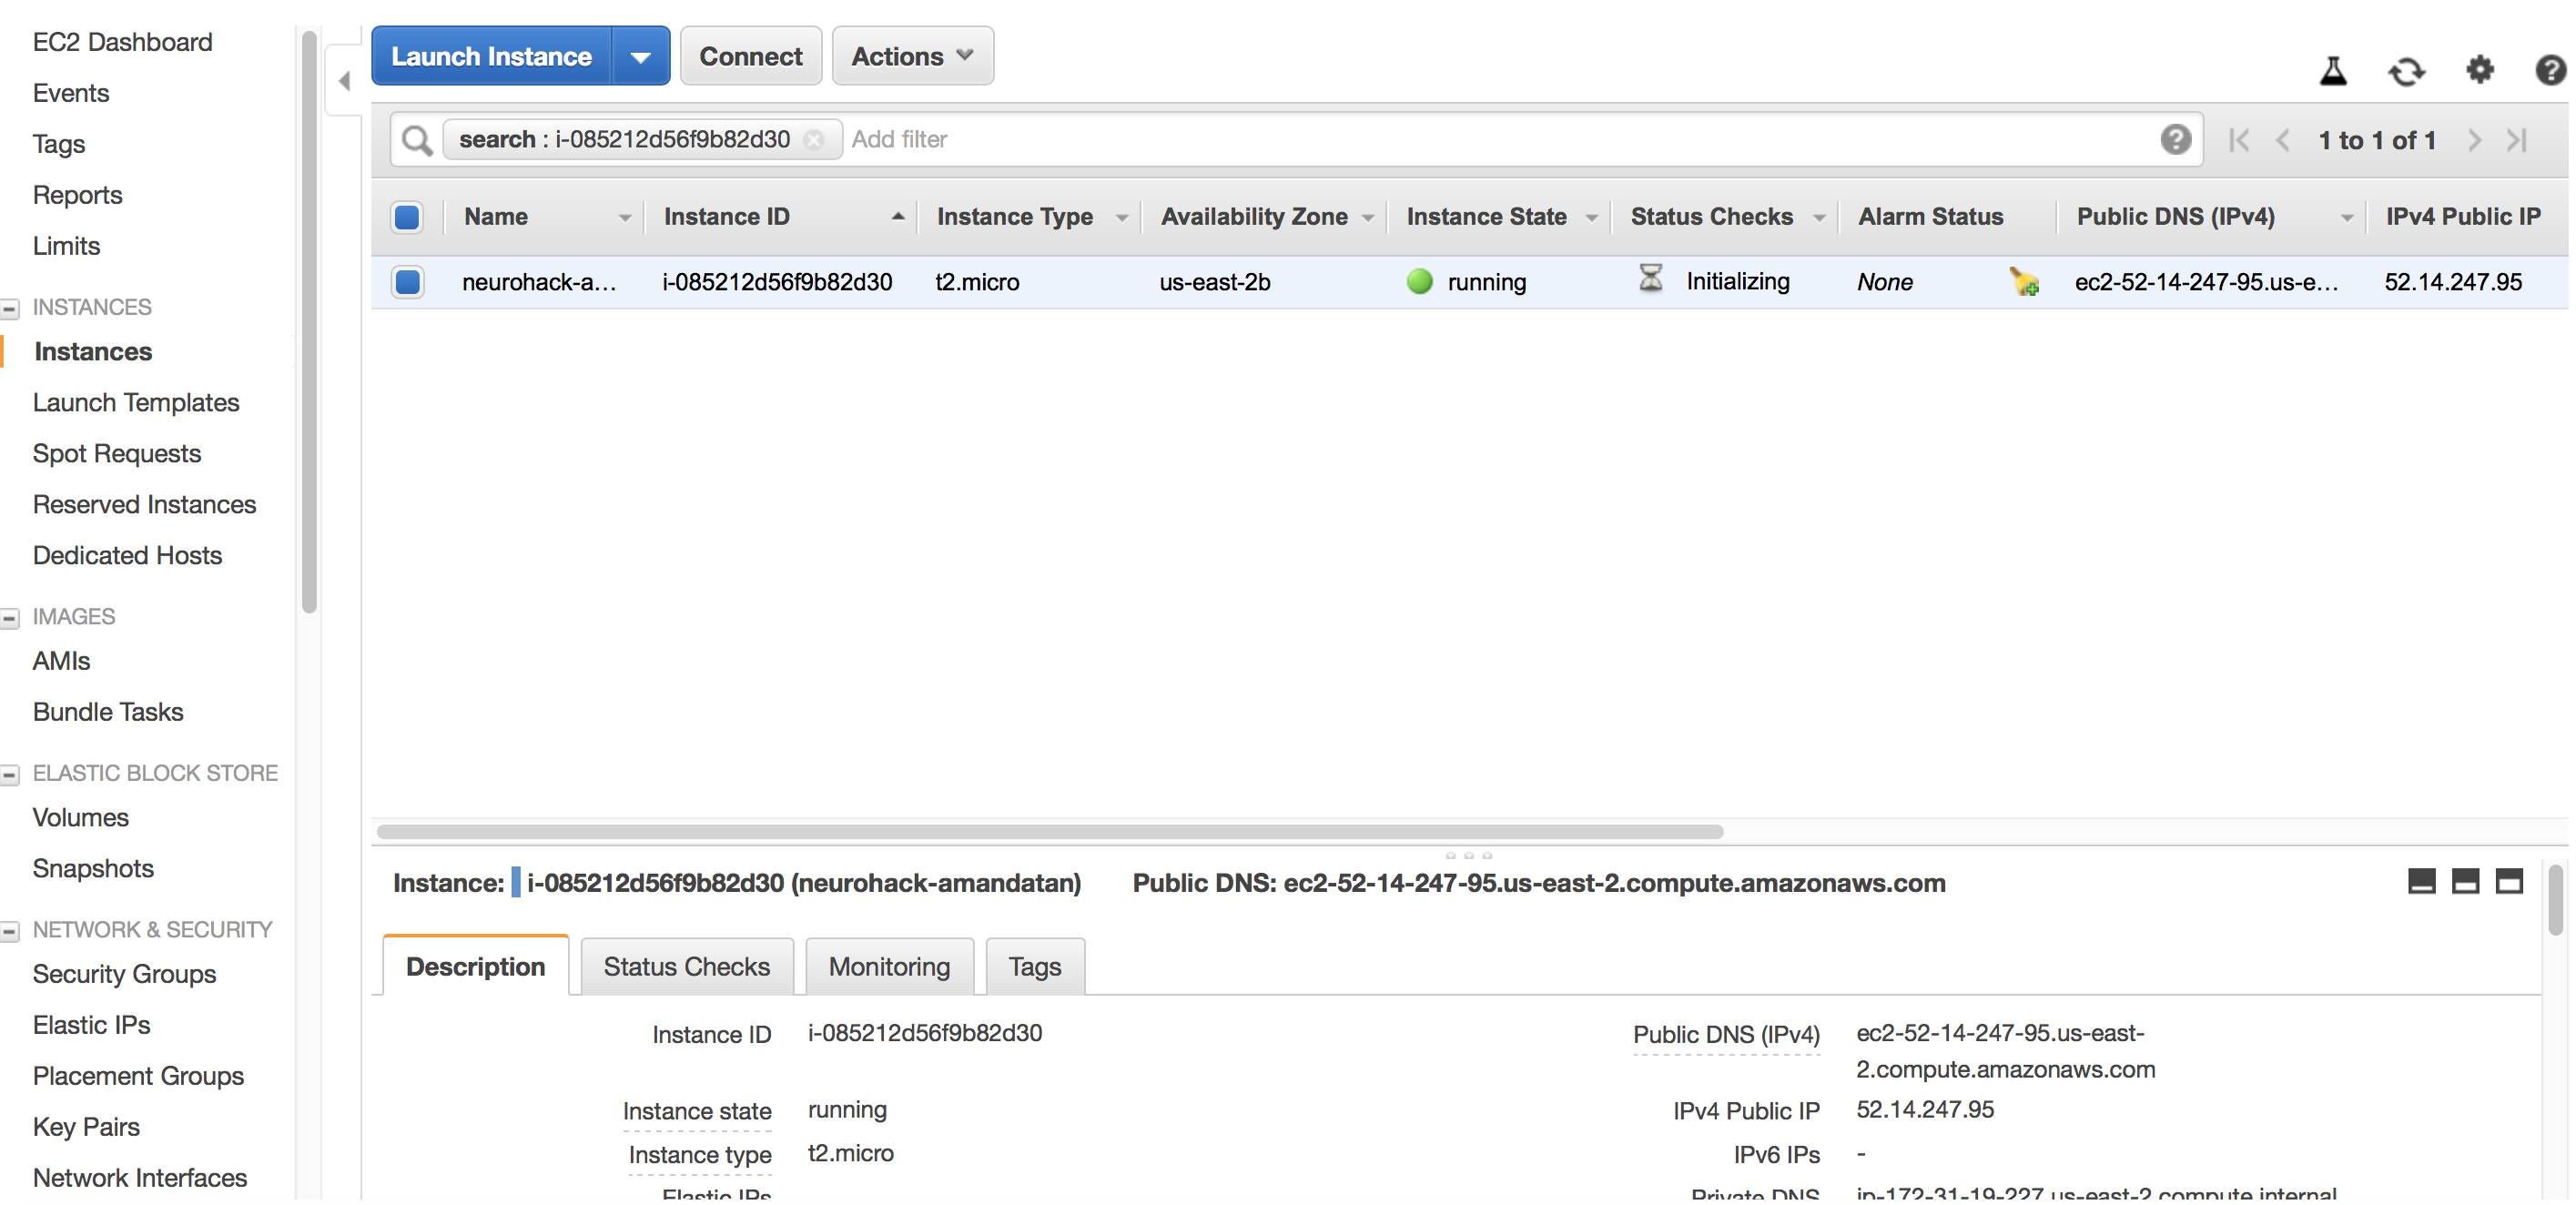 EC2 Dashboard
Events
Tags
Reports
Limits
INSTANCES
Instances
Launch Templates
Spot Requests
Reserved Instances
Dedicated Hosts
IMAGES
AMIs
Bundle Tasks
ELASTIC BLOCK STORE
Volumes
Snapshots
NETWORK & SECURITY
Security Groups
Elastic IPs
Placement Groups
Key Pairs
Network Interfaces
Launch Instance Connect Actions
search : i-085212d56f9b82d30 Add filter 1 to 1 of 1
Name Instance ID Instance Type Availability Zone Instance State Status Checks Alarm Status Public DNS (IPv4) IPv4 Public IP
neurohack-a... i-085212d56f9b82d30 t2.micro us-east-2b running Initializing None ec2-52-14-247-95.us-e... 52.14.247.95
Instance: i-085212d56f9b82d30 (neurohack-amandatan) Public DNS: ec2-52-14-247-95.us-east-2.compute.amazonaws.com
Description Status Checks Monitoring Tags
Instance ID i-085212d56f9b82d30 Public DNS (IPv4) ec2-52-14-247-95.us-east-
2.compute.amazonaws.com
Instance state running IPv4 Public IP 52.14.247.95
Instance type t2.micro IPv6 IPs -
Elastic IPs Private DNS ip-172-31-19-227.us-east-2.compute.internal